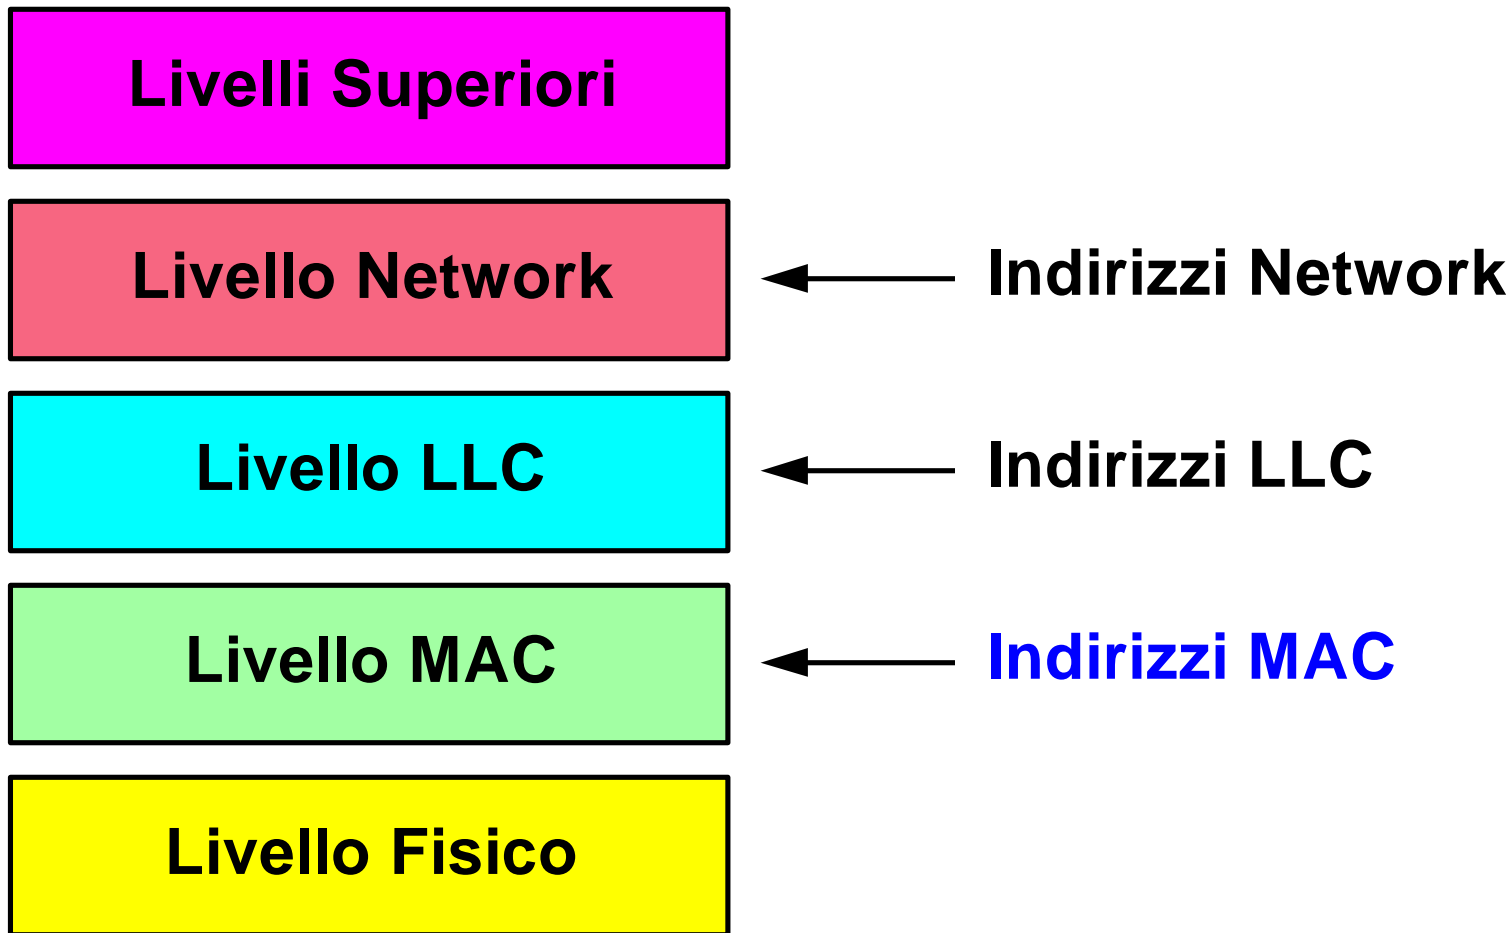 Livelli Superiori
Livello Network
Indirizzi Network
Livello LLC
Indirizzi LLC
Livello MAC
Indirizzi MAC
Livello Fisico